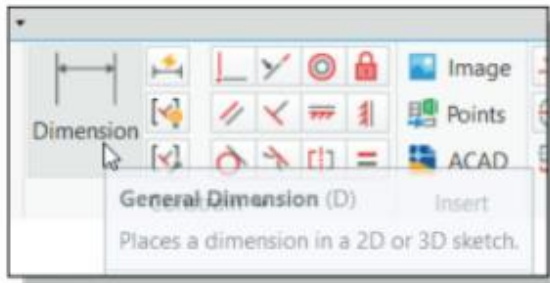 Image
Dimension
Points
ACAD
General Dimension (D)
Insert
Places a dimension in a 2D or 3D sketch.